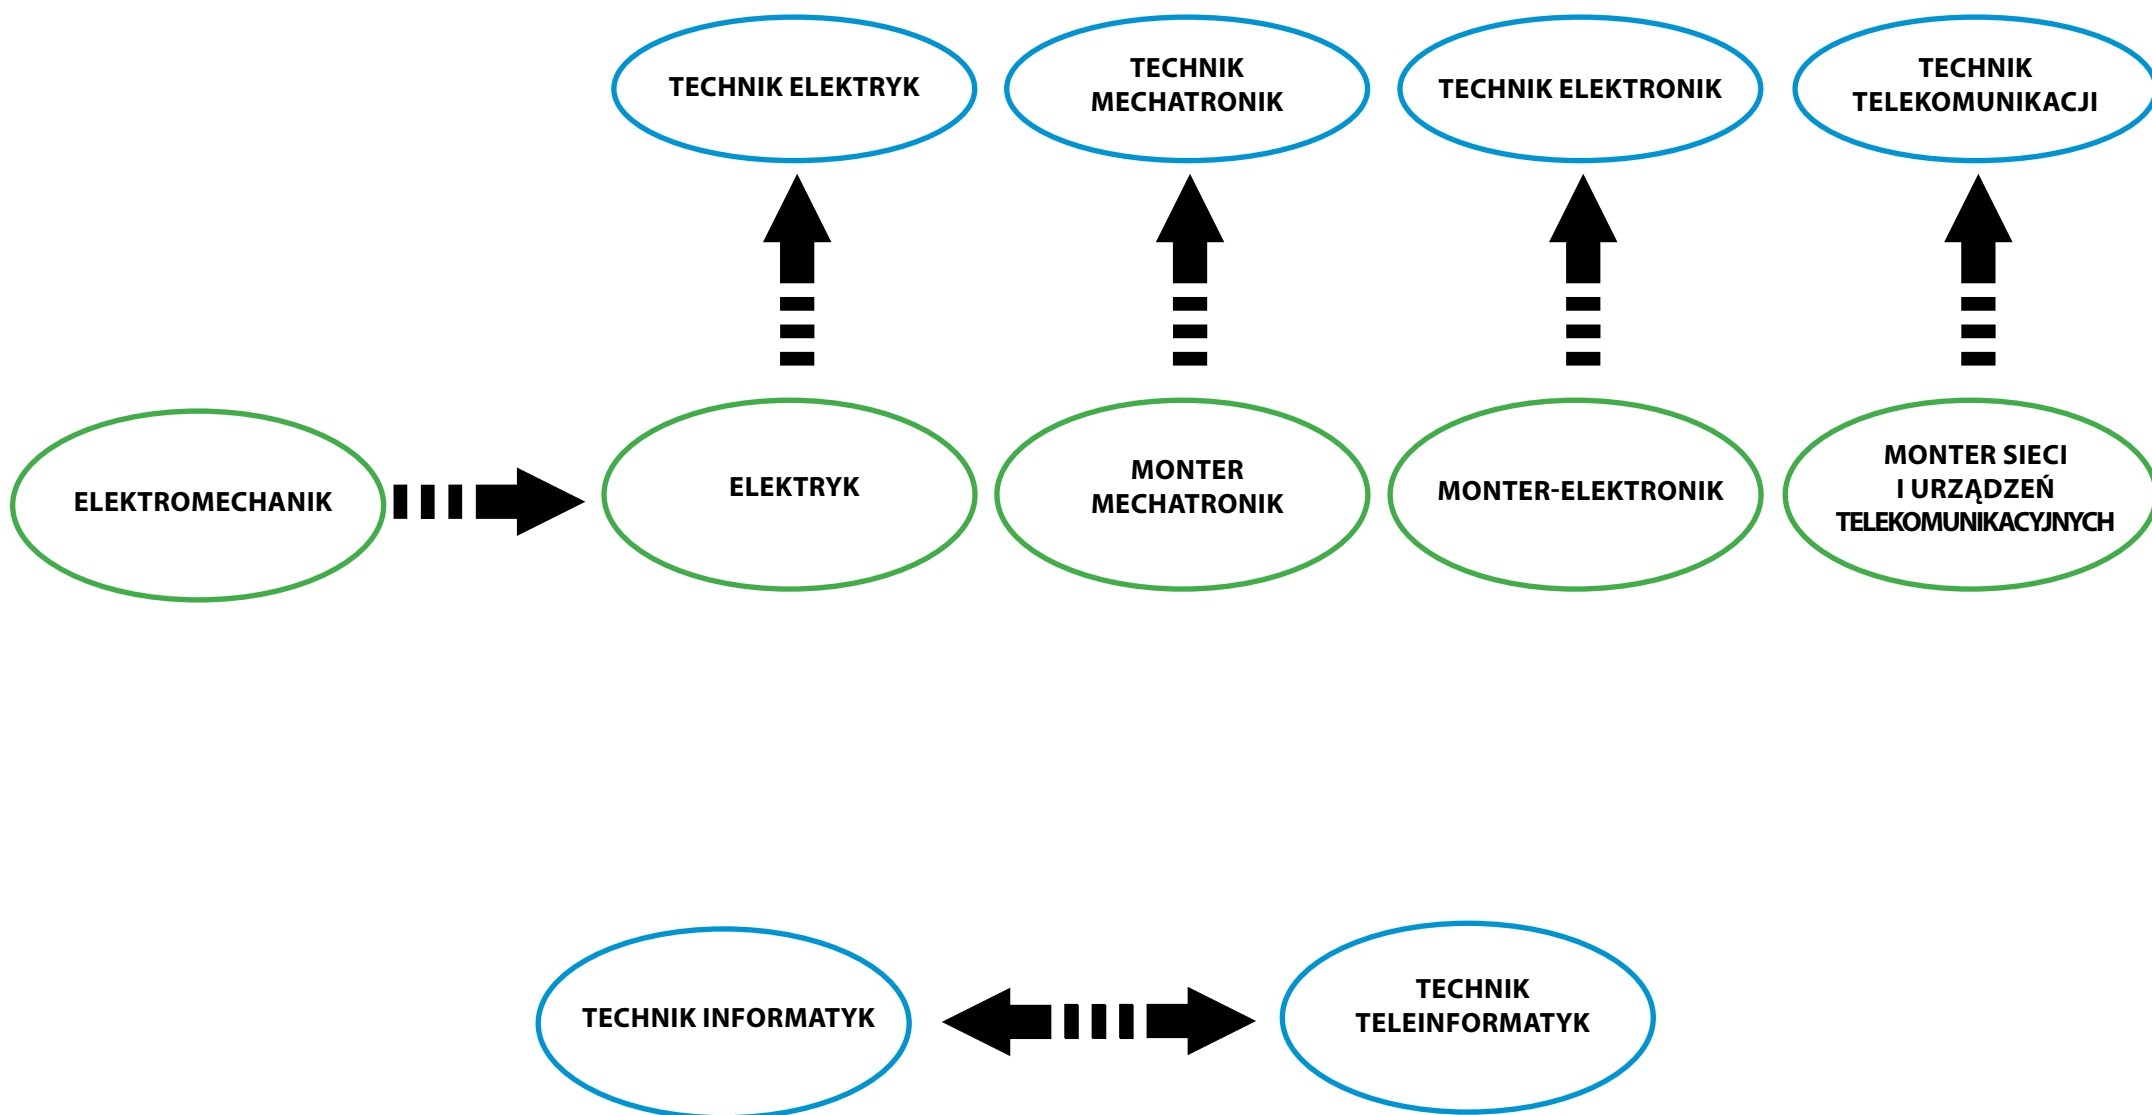 TECHNIK ELEKTRYK
TECHNIK
MECHATRONIK
TECHNIK ELEKTRONIK
TECHNIK
TELEKOMUNIKACJI
ELEKTROMECHANIK
ELEKTRYK
MONTER
MECHATRONIK
MONTER-ELEKTRONIK
MONTER SIECI
I URZĄDZEŃ
TELEKOMUNIKACYJNYCH
TECHNIK INFORMATYK
TECHNIK
TELEINFORMATYK